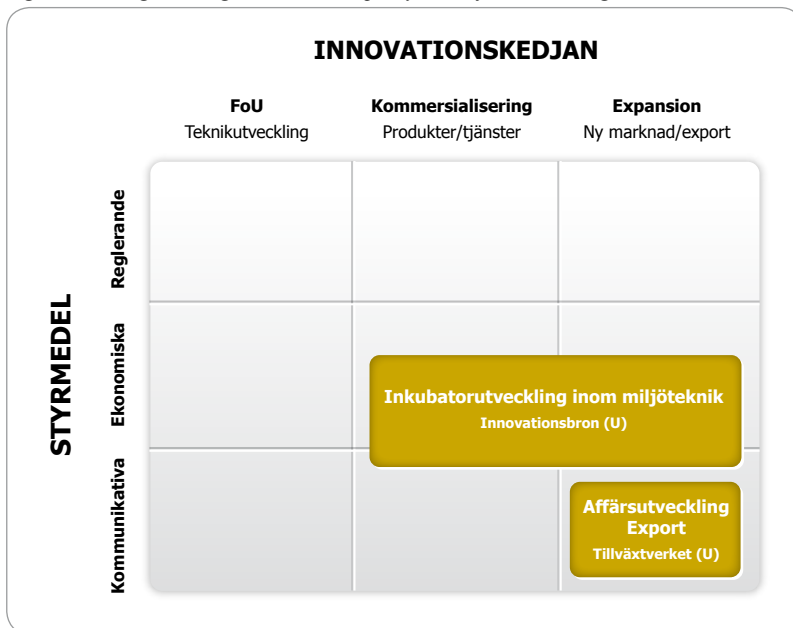 INNOVATIONSKEDJAN
FoU
Teknikutveckling
Kommersialisering
Produkter/tjänster
Expansion
Ny marknad/export
STYRMEDEL
Reglerande
Ekonomiska
Kommunikativa
Inkubatorutveckling inom miljöteknik
Innovationsbron (U)
Affärsutveckling
Export
Tillväxtverket (U)